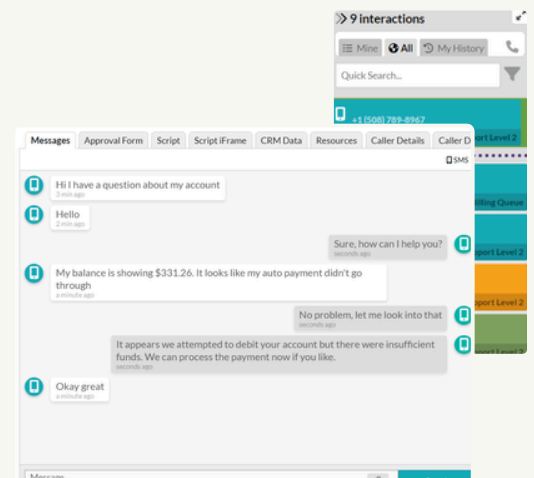 9 interactions
Mine All My History
Quick Search...
+1 (508) 789-8967
Messages Approval Form Script Script iFrame CRM Data Resources Caller Details Caller D
port Level 2
SMS
Hi I have a question about my account
2 min ago
Hello
2 min ago
illing Queue
Sure, how can I help you?
seconds ago
port Level 2
My balance is showing $331.26. It looks like my auto payment didn't go
through
a minute ago
port Level 2
No problem, let me look into that
seconds ago
It appears we attempted to debit your account but there were insufficient
funds. We can process the payment now if you like.
seconds ago
port Level 2
Okay great
a minute ago
Message